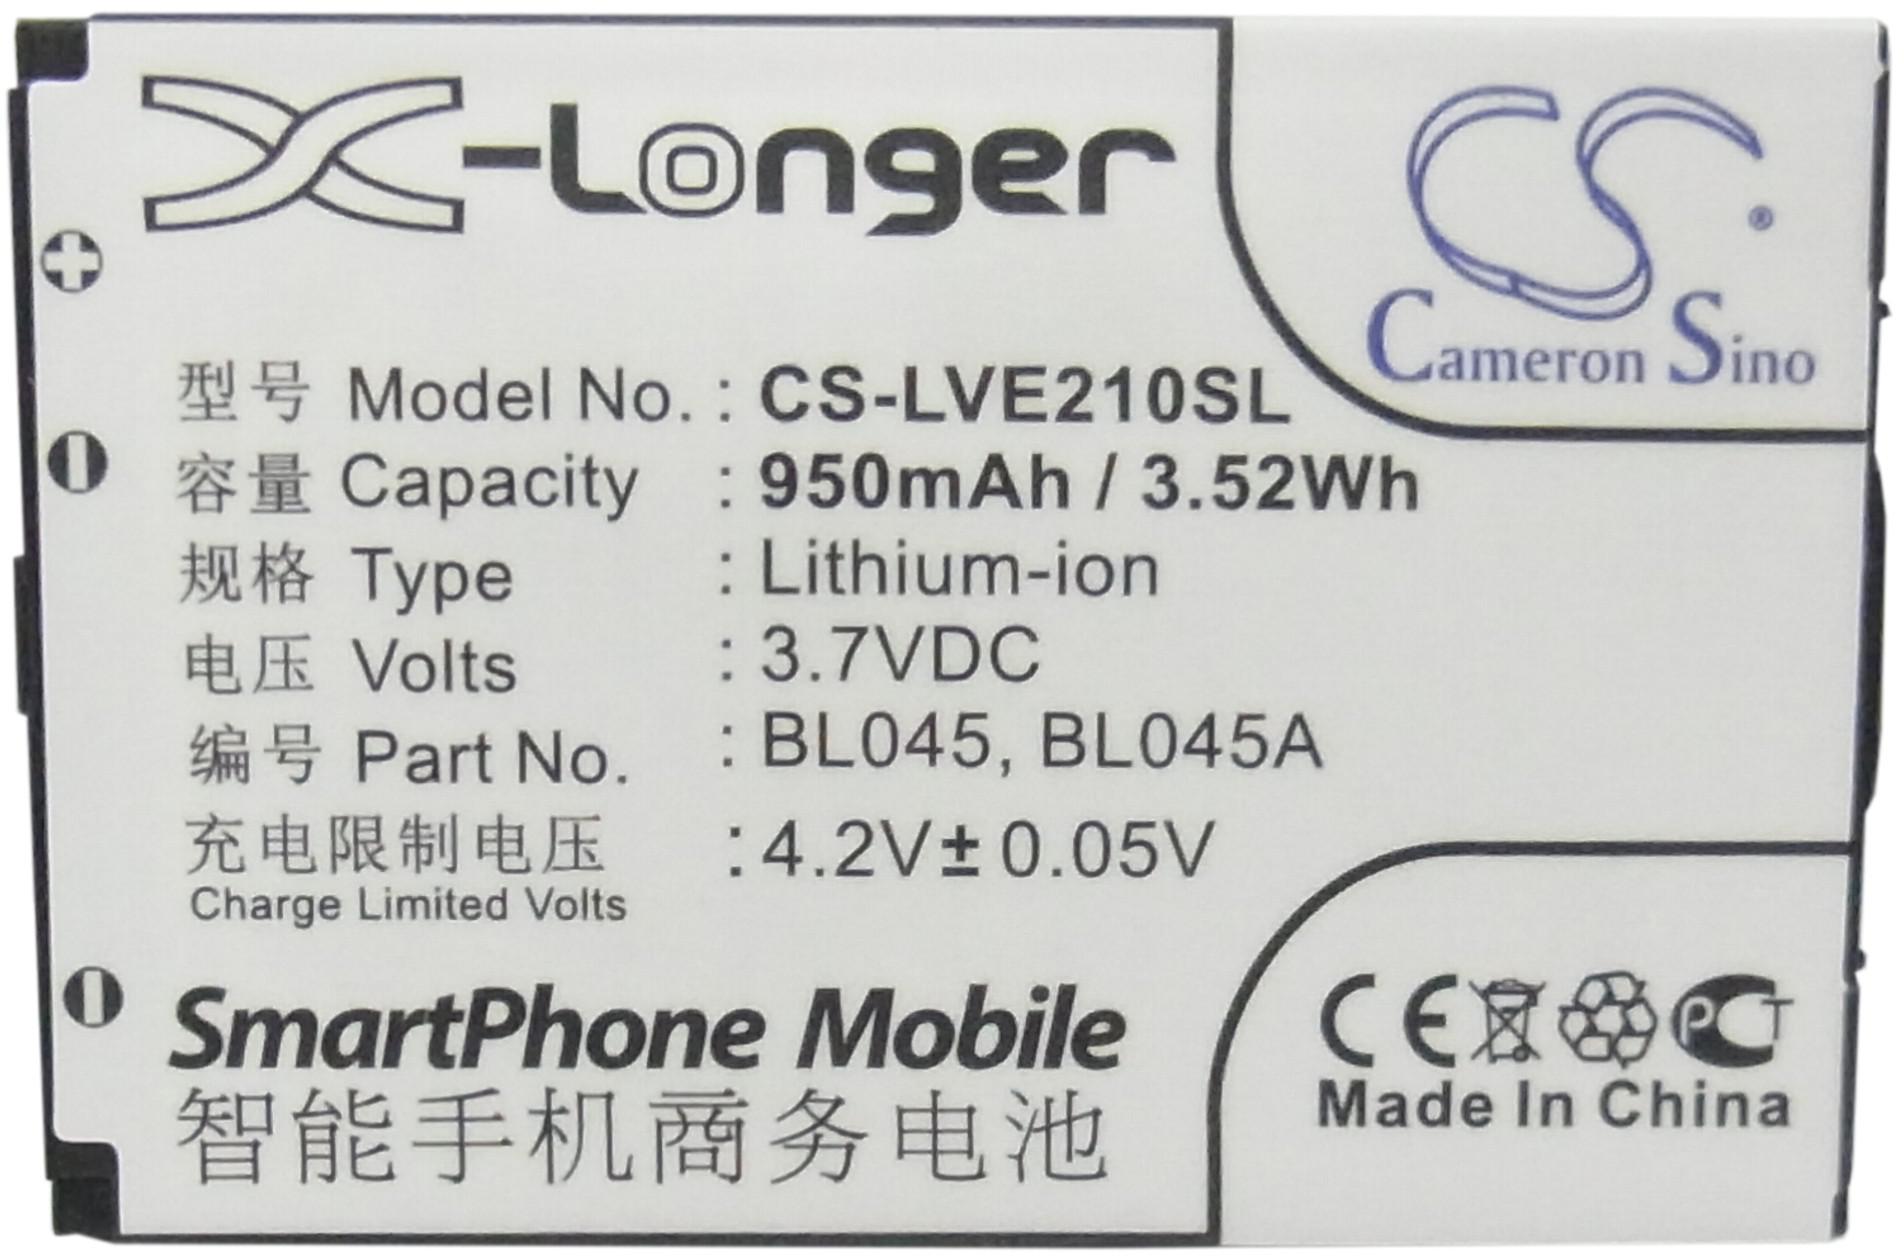 X-Longer
CS ®
Cameron Sino
型号 Model No. : CS-LVE210SL
容量 Capacity : 950mAh / 3.52Wh
规格 Type : Lithium-ion
电压 Volts : 3.7VDC
编号 Part No. : BL045, BL045A
充电限制电压 : 4.2V± 0.05V
Charge Limited Volts
SmartPhone Mobile
智能手机商务电池
CE PCT
Made In China